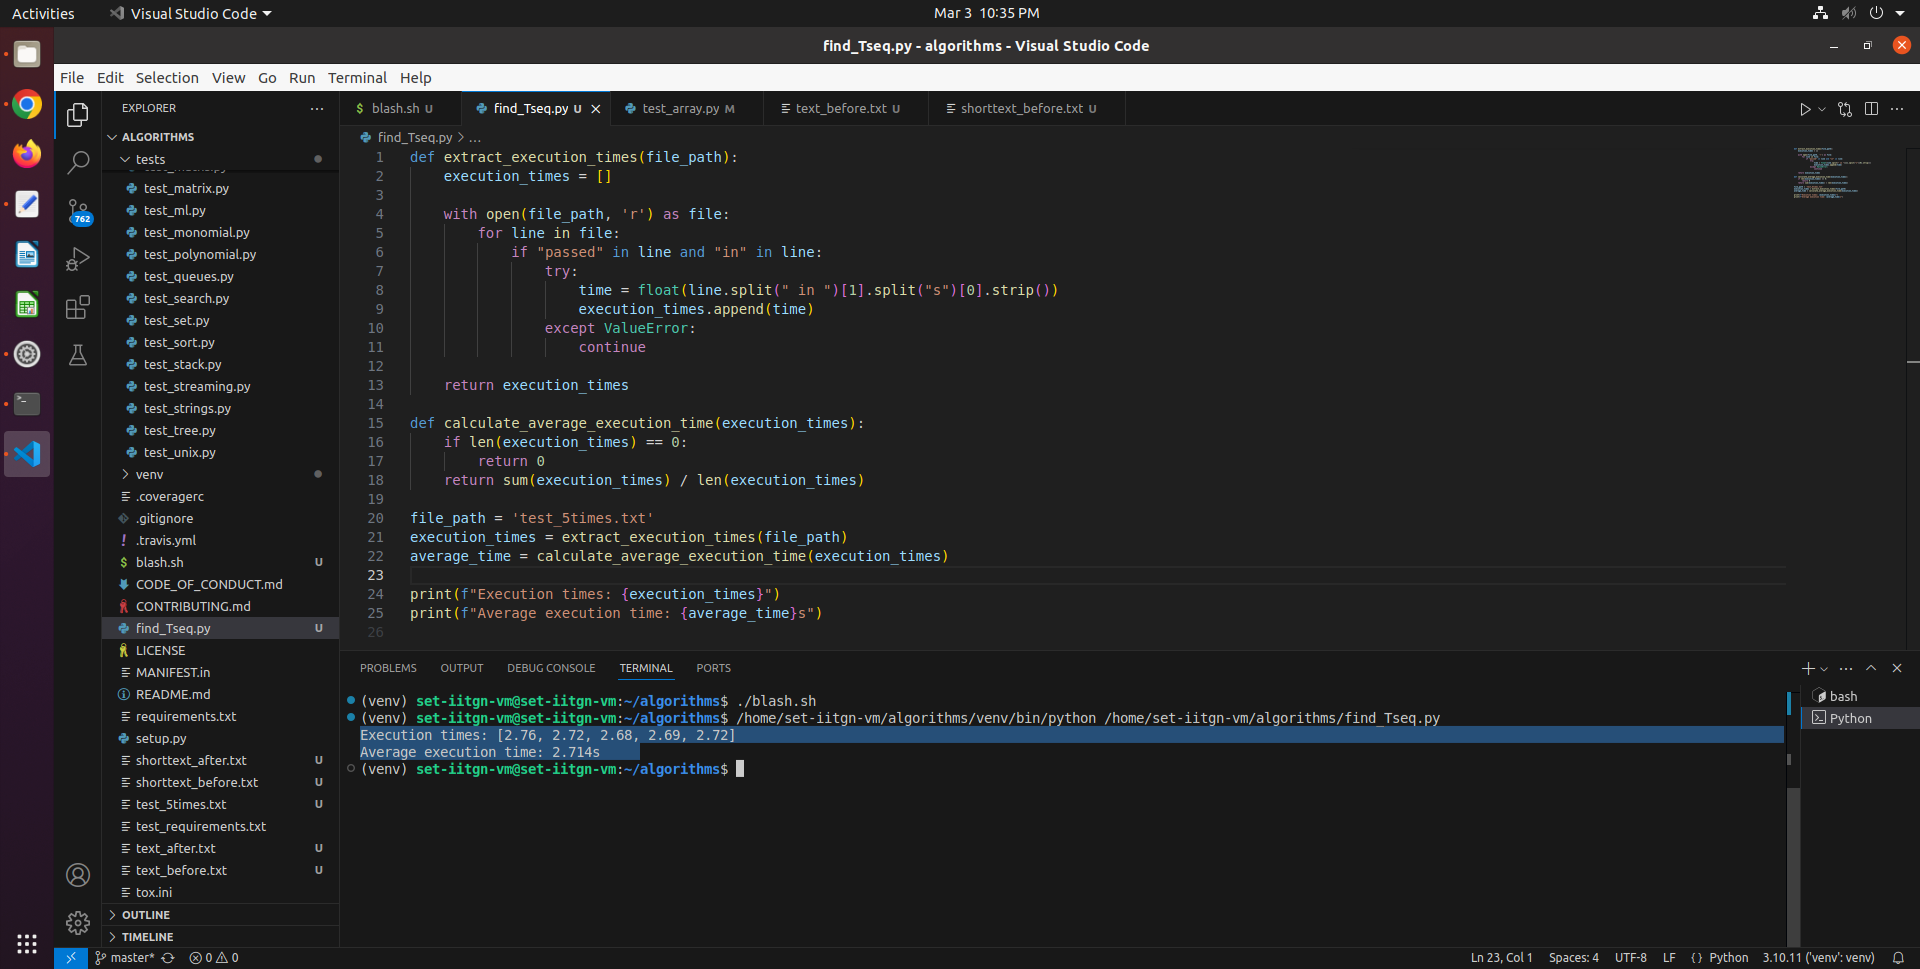 Activities
Visual Studio Code
Mar 3 10:35 PM
find_Tseq.py - algorithms - Visual Studio Code
File Edit Selection View Go Run Terminal Help
EXPLORER
ALGORITHMS
tests
test_matrix.py
test_ml.py
test_monomial.py
test_polynomial.py
test_queues.py
test_search.py
test_set.py
test_sort.py
test_stack.py
test_streaming.py
test_strings.py
test_tree.py
test_unix.py
venv
.coveragerc
.gitignore
.travis.yml
blash.sh U
CODE_OF_CONDUCT.md
CONTRIBUTING.md
find_Tseq.py U
LICENSE
MANIFEST.in
README.md
requirements.txt
setup.py
shorttext_after.txt U
shorttext_before.txt U
test_5times.txt U
test_requirements.txt
text_after.txt U
text_before.txt U
tox.ini
OUTLINE
TIMELINE
762
blash.sh U
find_Tseq.py U
test_array.py M
text_before.txt U
shorttext_before.txt U
find_Tseq.py > ...
1 def extract_execution_times(file_path):
2 execution_times = []
3
4 with open(file_path, 'r') as file:
5 for line in file:
6 if "passed" in line and "in" in line:
7 try:
8 time = float(line.split(" in ")[1].split("s")[0].strip())
9 execution_times.append(time)
10 except ValueError:
11 continue
12
13 return execution_times
14
15 def calculate_average_execution_time(execution_times):
16 if len(execution_times) == 0:
17 return 0
18 return sum(execution_times) / len(execution_times)
19
20 file_path = 'test_5times.txt'
21 execution_times = extract_execution_times(file_path)
22 average_time = calculate_average_execution_time(execution_times)
23
24 print(f"Execution times: {execution_times}")
25 print(f"Average execution time: {average_time}s")
26
PROBLEMS OUTPUT DEBUG CONSOLE TERMINAL PORTS
(venv) set-iitgn-vm@set-iitgn-vm:~/algorithms$ ./blash.sh
(venv) set-iitgn-vm@set-iitgn-vm:~/algorithms$ /home/set-iitgn-vm/algorithms/venv/bin/python /home/set-iitgn-vm/algorithms/find_Tseq.py
Execution times: [2.76, 2.72, 2.68, 2.69, 2.72]
Average execution time: 2.714s
(venv) set-iitgn-vm@set-iitgn-vm:~/algorithms$
bash
Python
master* 0 0
Ln 23, Col 1 Spaces: 4 UTF-8 LF {} Python 3.10.11 ('venv': venv)